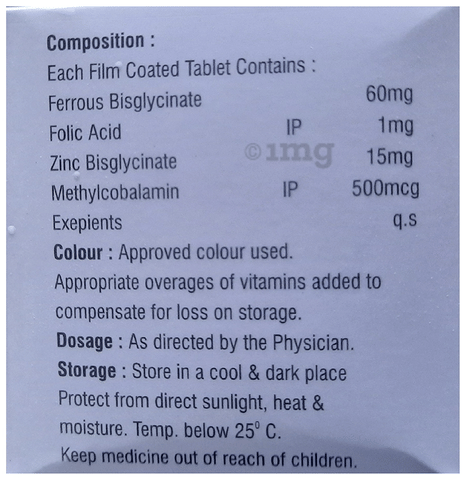 Composition :
Each Film Coated Tablet Contains :
Ferrous Bisglycinate 60mg
Folic Acid IP 1mg
Zinc Bisglycinate 15mg
©1mg
Methylcobalamin IP 500mcg
Exepients q.s
Colour : Approved colour used.
Appropriate overages of vitamins added to
compensate for loss on storage.
Dosage : As directed by the Physician.
Storage : Store in a cool & dark place
Protect from direct sunlight, heat &
moisture. Temp. below 25⁰ C.
Keep medicine out of reach of children.